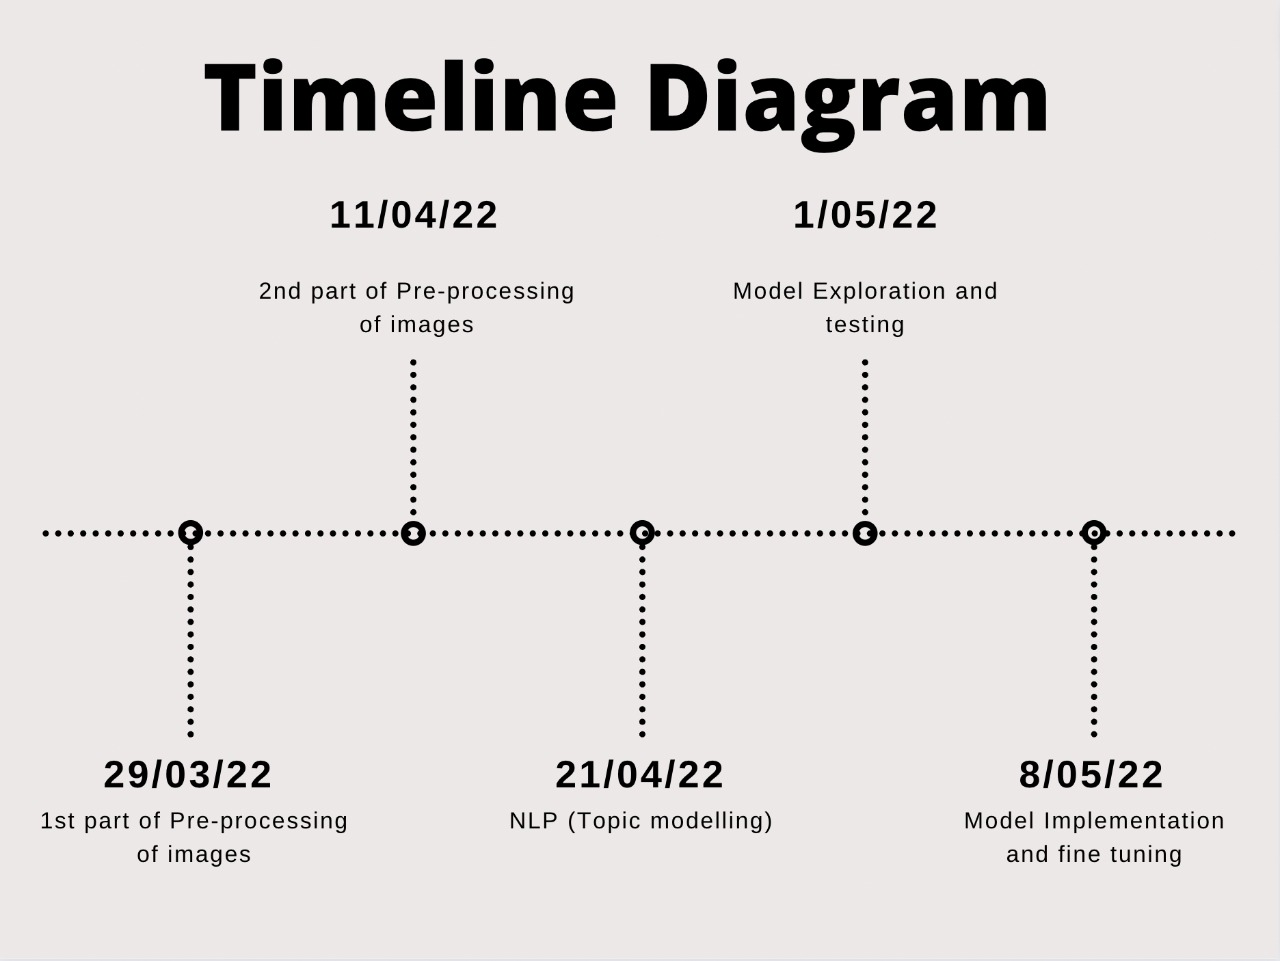 Timeline Diagram
11/04/22
1/05/22
2nd part of Pre-processing
of images
Model Exploration and
testing
29/03/22
1st part of Pre-processing
of images
21/04/22
NLP (Topic modelling)
8/05/22
Model Implementation
and fine tuning